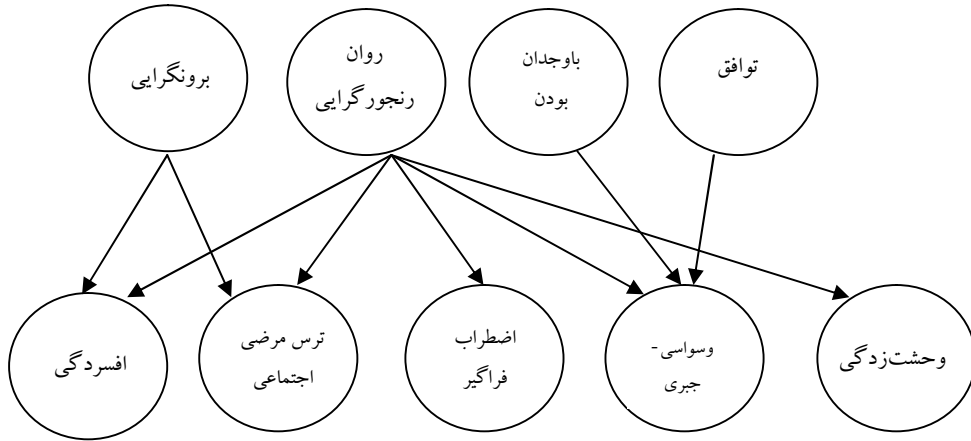 توافق
باوجدان
بودن
روان
رنجورگرایی
برونگرایی
وحشت‌زدگی
وسواسی-
جبری
اضطراب
فراگیر
ترس مرضی
اجتماعی
افسردگی